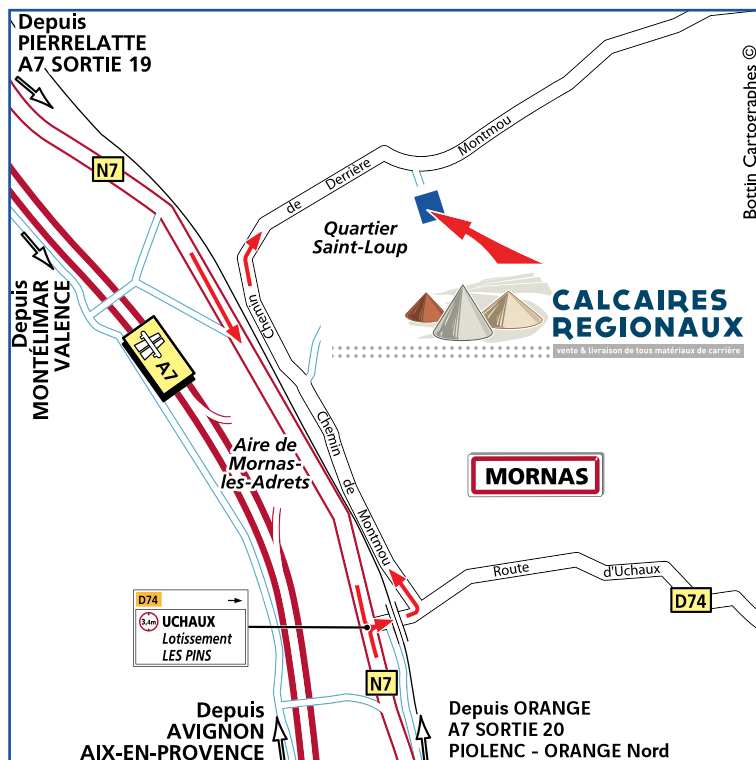 Depuis
PIERRELATTE
A7 SORTIE 19
Bottin Cartographes ©
N7
Chemin de Derrière Montmou
Quartier
Saint-Loup
Depuis
MONTÉLIMAR
VALENCE
A7
CALCAIRES
REGIONAUX
vente & livraison de tous matériaux de carrière
Aire de
Mornas-
les-Adrets
Chemin de Montmou
MORNAS
Route d'Uchaux
D74
D74
3,4m UCHAUX
Lotissement
LES PINS
N7
Depuis
AVIGNON
AIX-EN-PROVENCE
Depuis ORANGE
A7 SORTIE 20
PIOLENC - ORANGE Nord